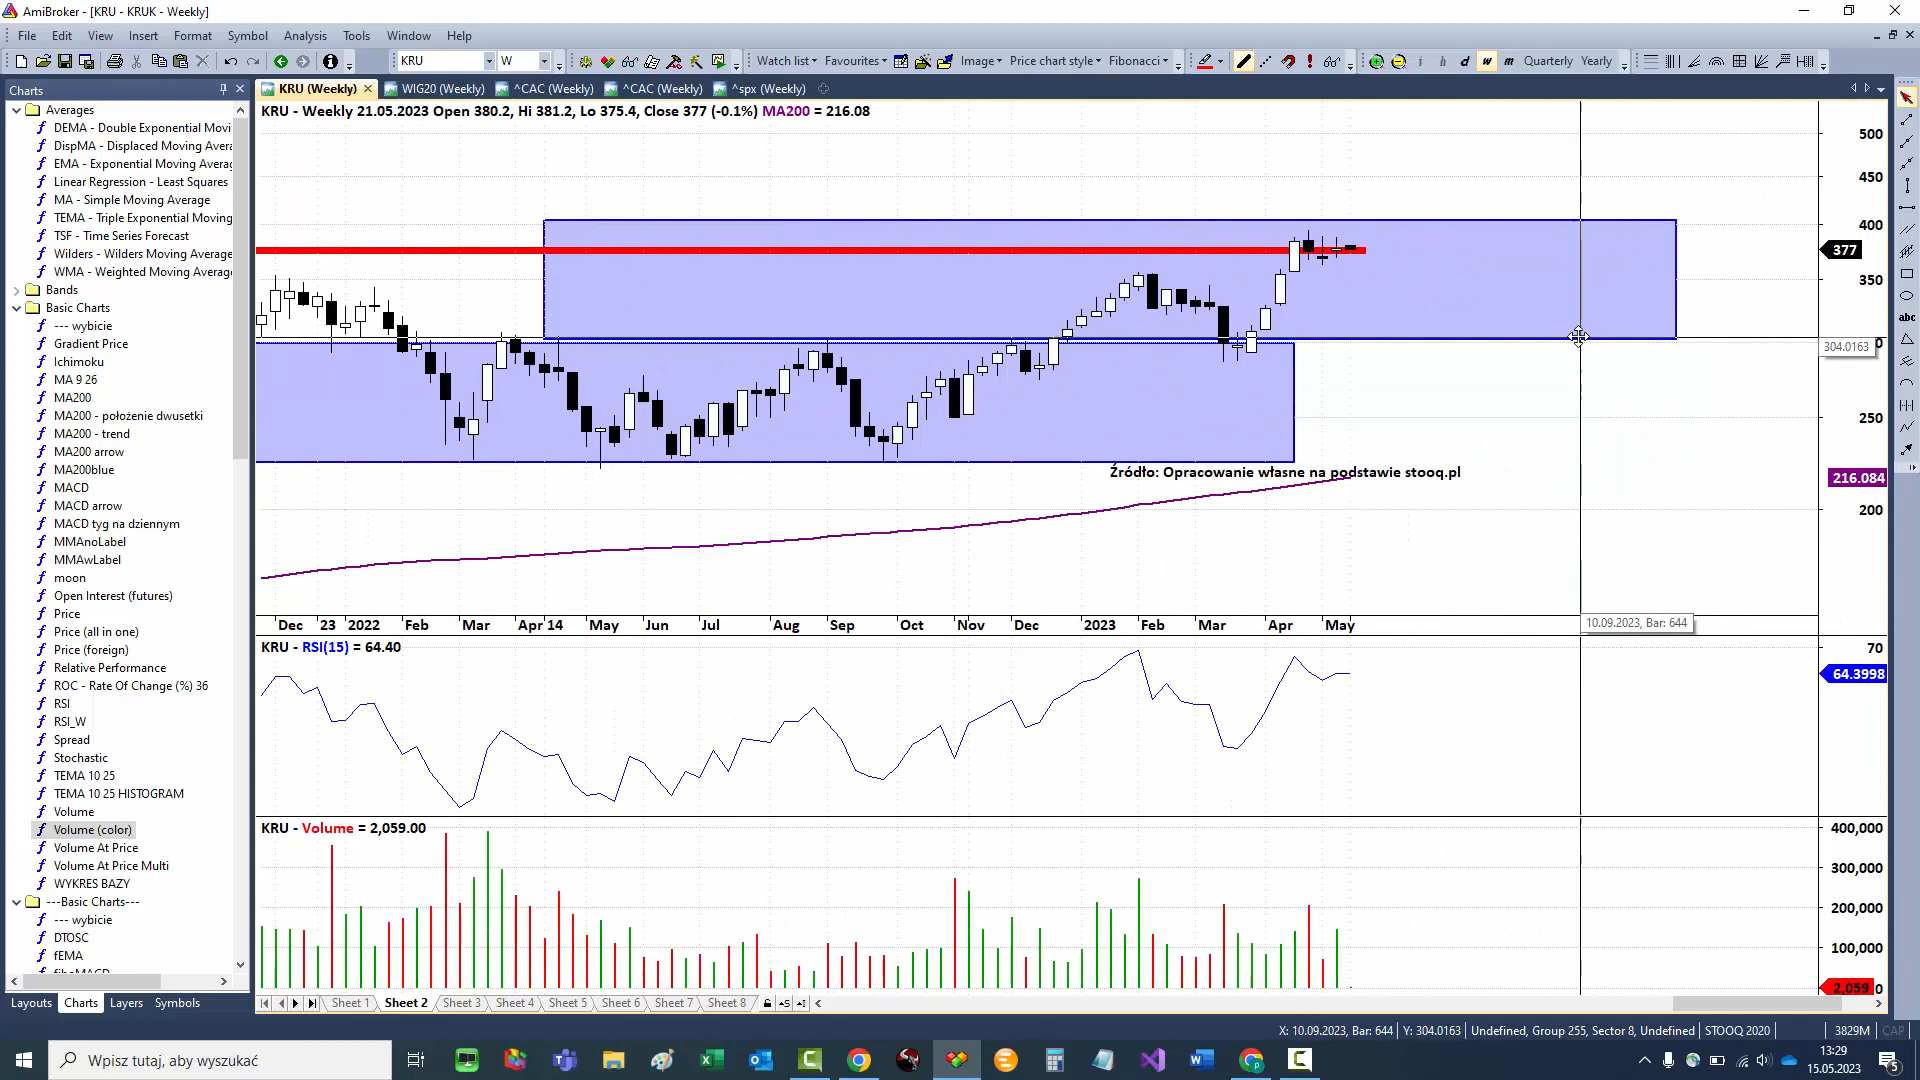 AmiBroker - [KRU - KRUK - Weekly]
File Edit View Insert Format Symbol Analysis Tools Window Help
KRU W Watch list Favourites Image Price chart style Fibonacci i h d w m Quarterly Yearly
Charts
KRU (Weekly) WIG20 (Weekly) ^CAC (Weekly) ^CAC (Weekly) ^spx (Weekly)
Averages
DEMA - Double Exponential Movi
DispMA - Displaced Moving Avera
EMA - Exponential Moving Averag
Linear Regression - Least Squares
MA - Simple Moving Average
TEMA - Triple Exponential Moving
TSF - Time Series Forecast
Wilders - Wilders Moving Average
WMA - Weighted Moving Average
Bands
Basic Charts
--- wybicie
Gradient Price
Ichimoku
MA 9 26
MA200
MA200 - położenie dwusetki
MA200 - trend
MA200 arrow
MA200blue
MACD
MACD arrow
MACD tyg na dziennym
MMAnoLabel
MMAwLabel
moon
Open Interest (futures)
Price
Price (all in one)
Price (foreign)
Relative Performance
ROC - Rate Of Change (%) 36
RSI
RSI_W
Spread
Stochastic
TEMA 10 25
TEMA 10 25 HISTOGRAM
Volume
Volume (color)
Volume At Price
Volume At Price Multi
WYKRES BAZY
---Basic Charts---
--- wybicie
DTOSC
fEMA
Layouts Charts Layers Symbols
KRU - Weekly 21.05.2023 Open 380.2, Hi 381.2, Lo 375.4, Close 377 (-0.1%) MA200 = 216.08
500
450
400
377
350
304.0163
250
216.084
200
Źródło: Opracowanie własne na podstawie stooq.pl
Dec 23 2022 Feb Mar Apr 14 May Jun Jul Aug Sep Oct Nov Dec 2023 Feb Mar Apr May
10.09.2023, Bar: 644
KRU - RSI(15) = 64.40
70
64.3998
KRU - Volume = 2,059.00
400,000
300,000
200,000
100,000
2,059 0
Sheet 1 Sheet 2 Sheet 3 Sheet 4 Sheet 5 Sheet 6 Sheet 7 Sheet 8
X: 10.09.2023, Bar: 644 Y: 304.0163 Undefined, Group 255, Sector 8, Undefined STOOQ 2020 3829M CAP
Wpisz tutaj, aby wyszukać
13:29
15.05.2023
5
abc